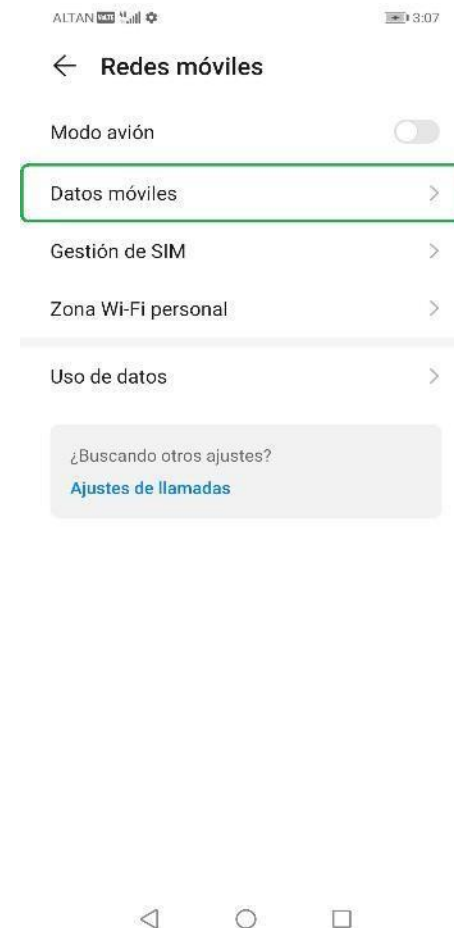 ALTAN VoLTE 3:07
Redes móviles
Modo avión
Datos móviles
Gestión de SIM
Zona Wi-Fi personal
Uso de datos
¿Buscando otros ajustes?
Ajustes de llamadas